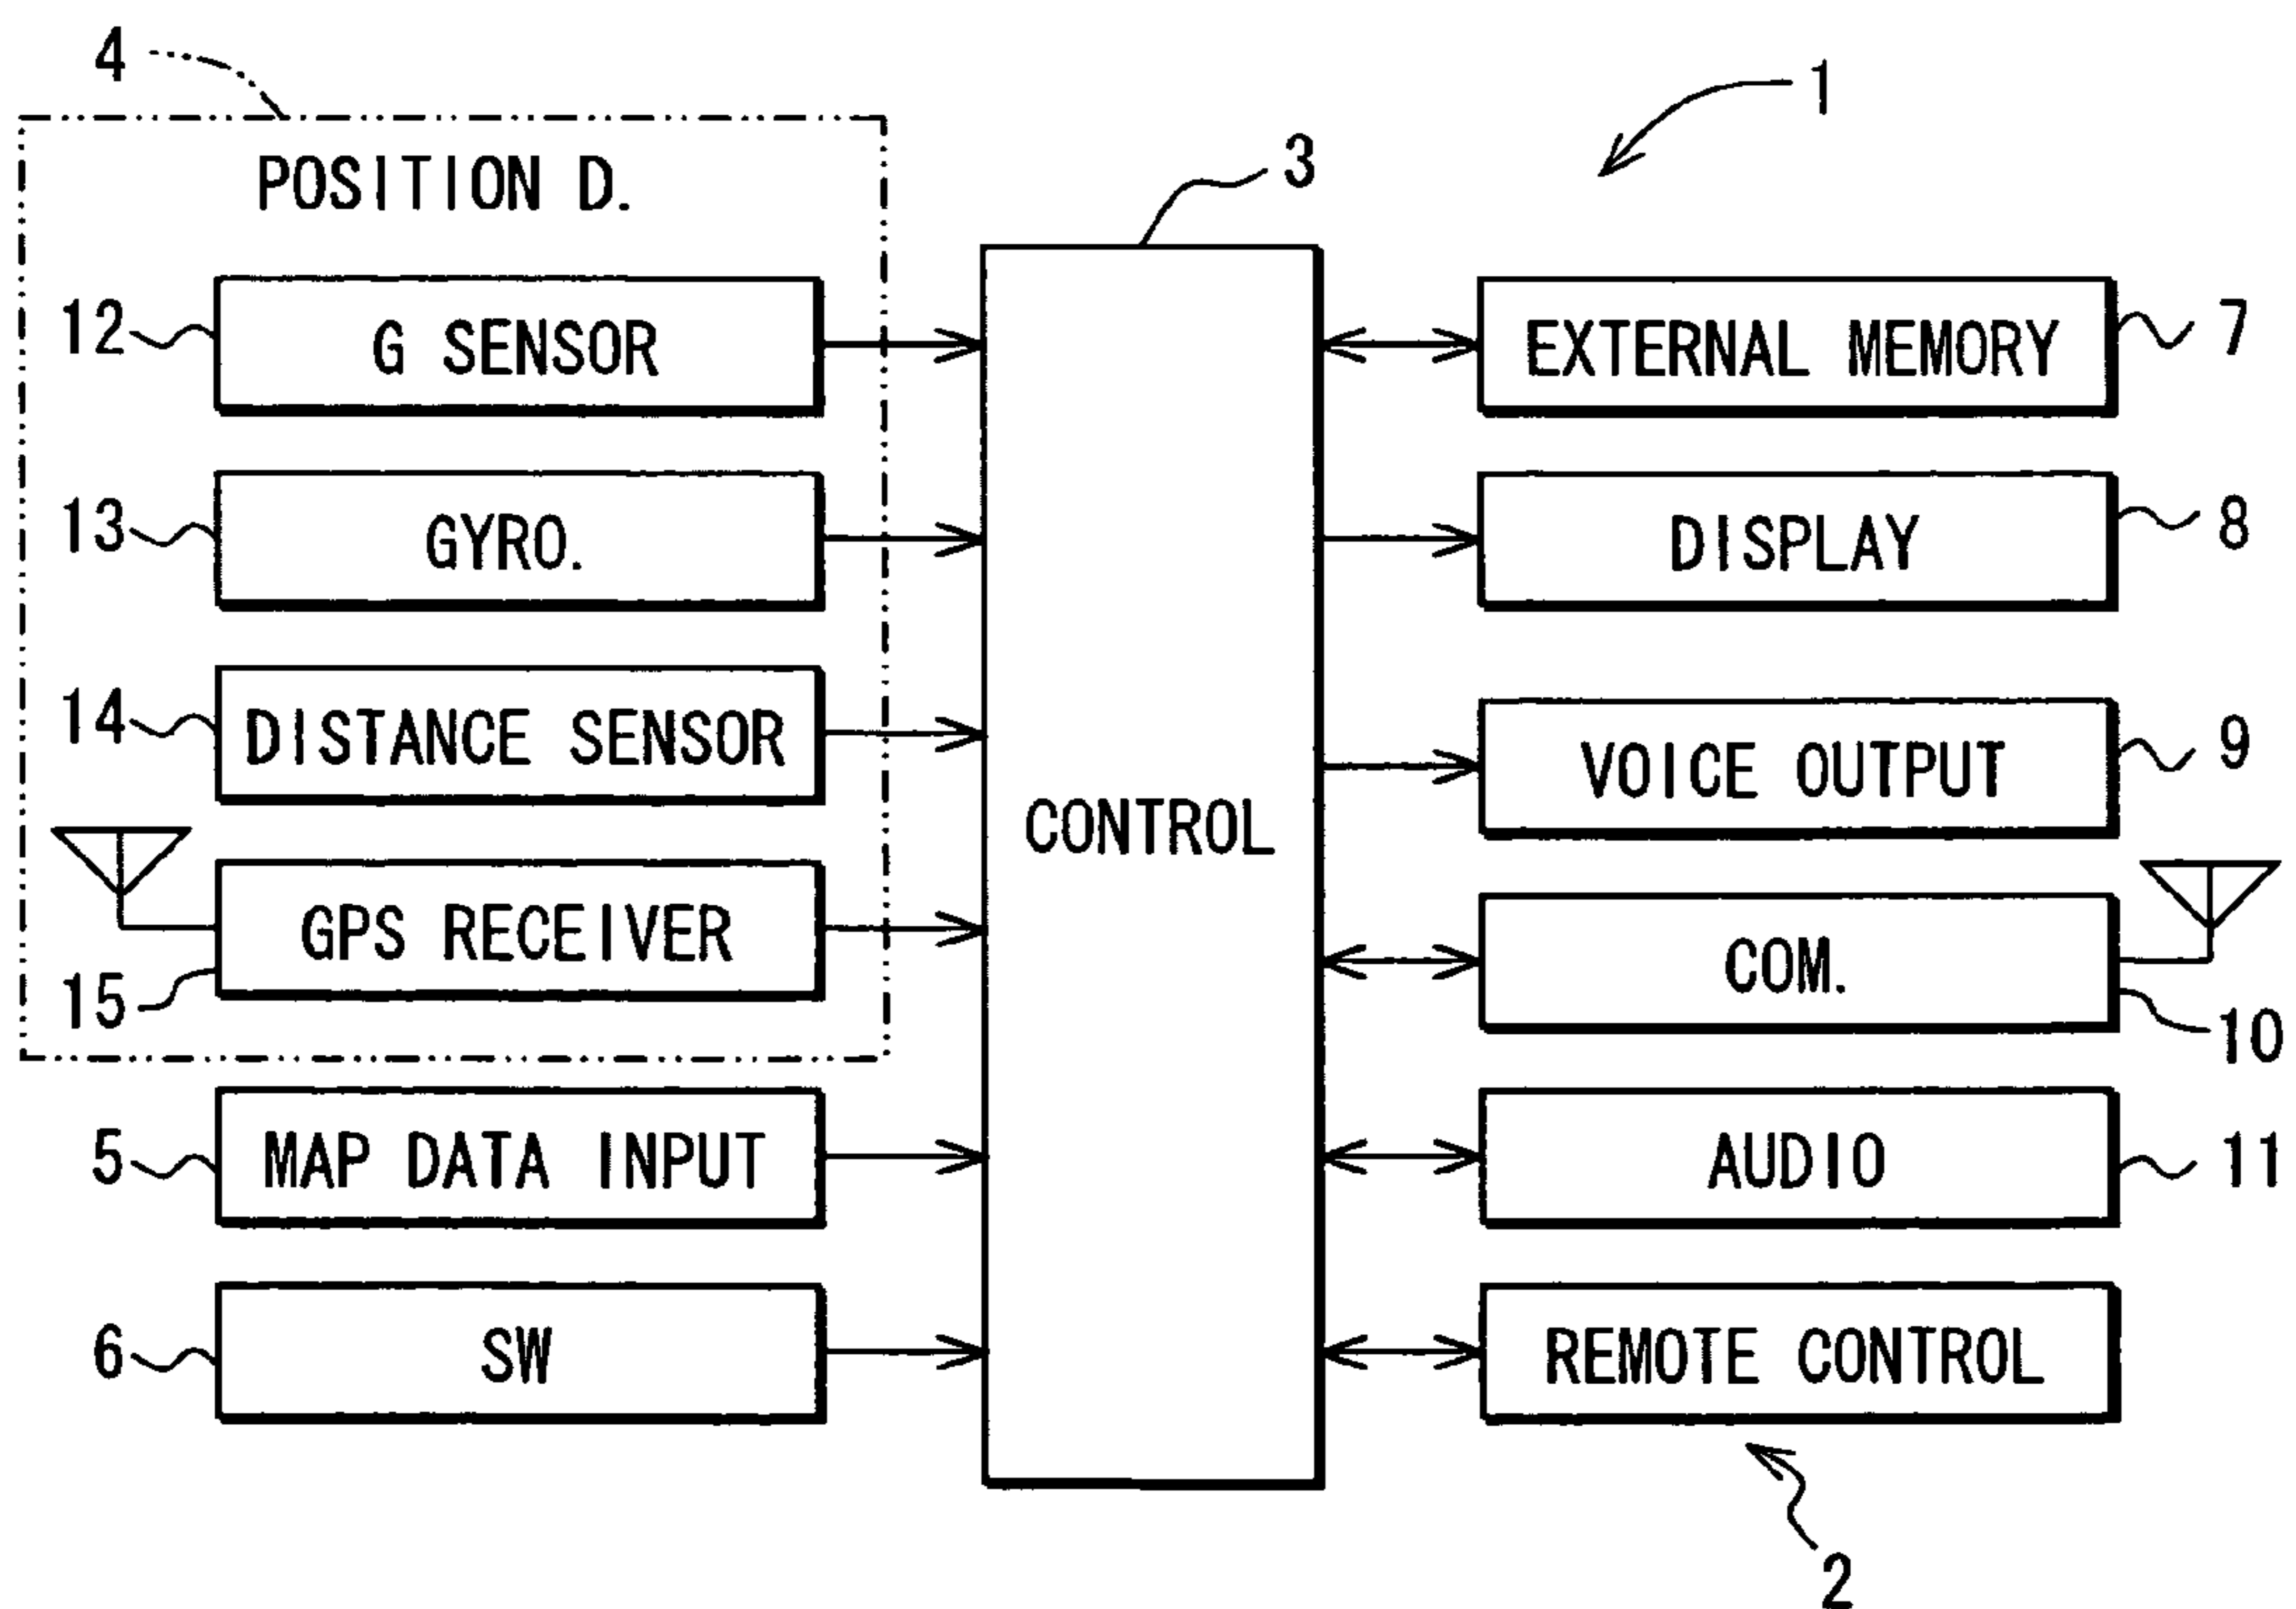 4
1
POSITION D.
3
12
G SENSOR
EXTERNAL MEMORY
7
13
GYRO.
DISPLAY
8
14
DISTANCE SENSOR
VOICE OUTPUT
9
CONTROL
GPS RECEIVER
COM.
15
10
5
MAP DATA INPUT
AUDIO
11
6
SW
REMOTE CONTROL
2